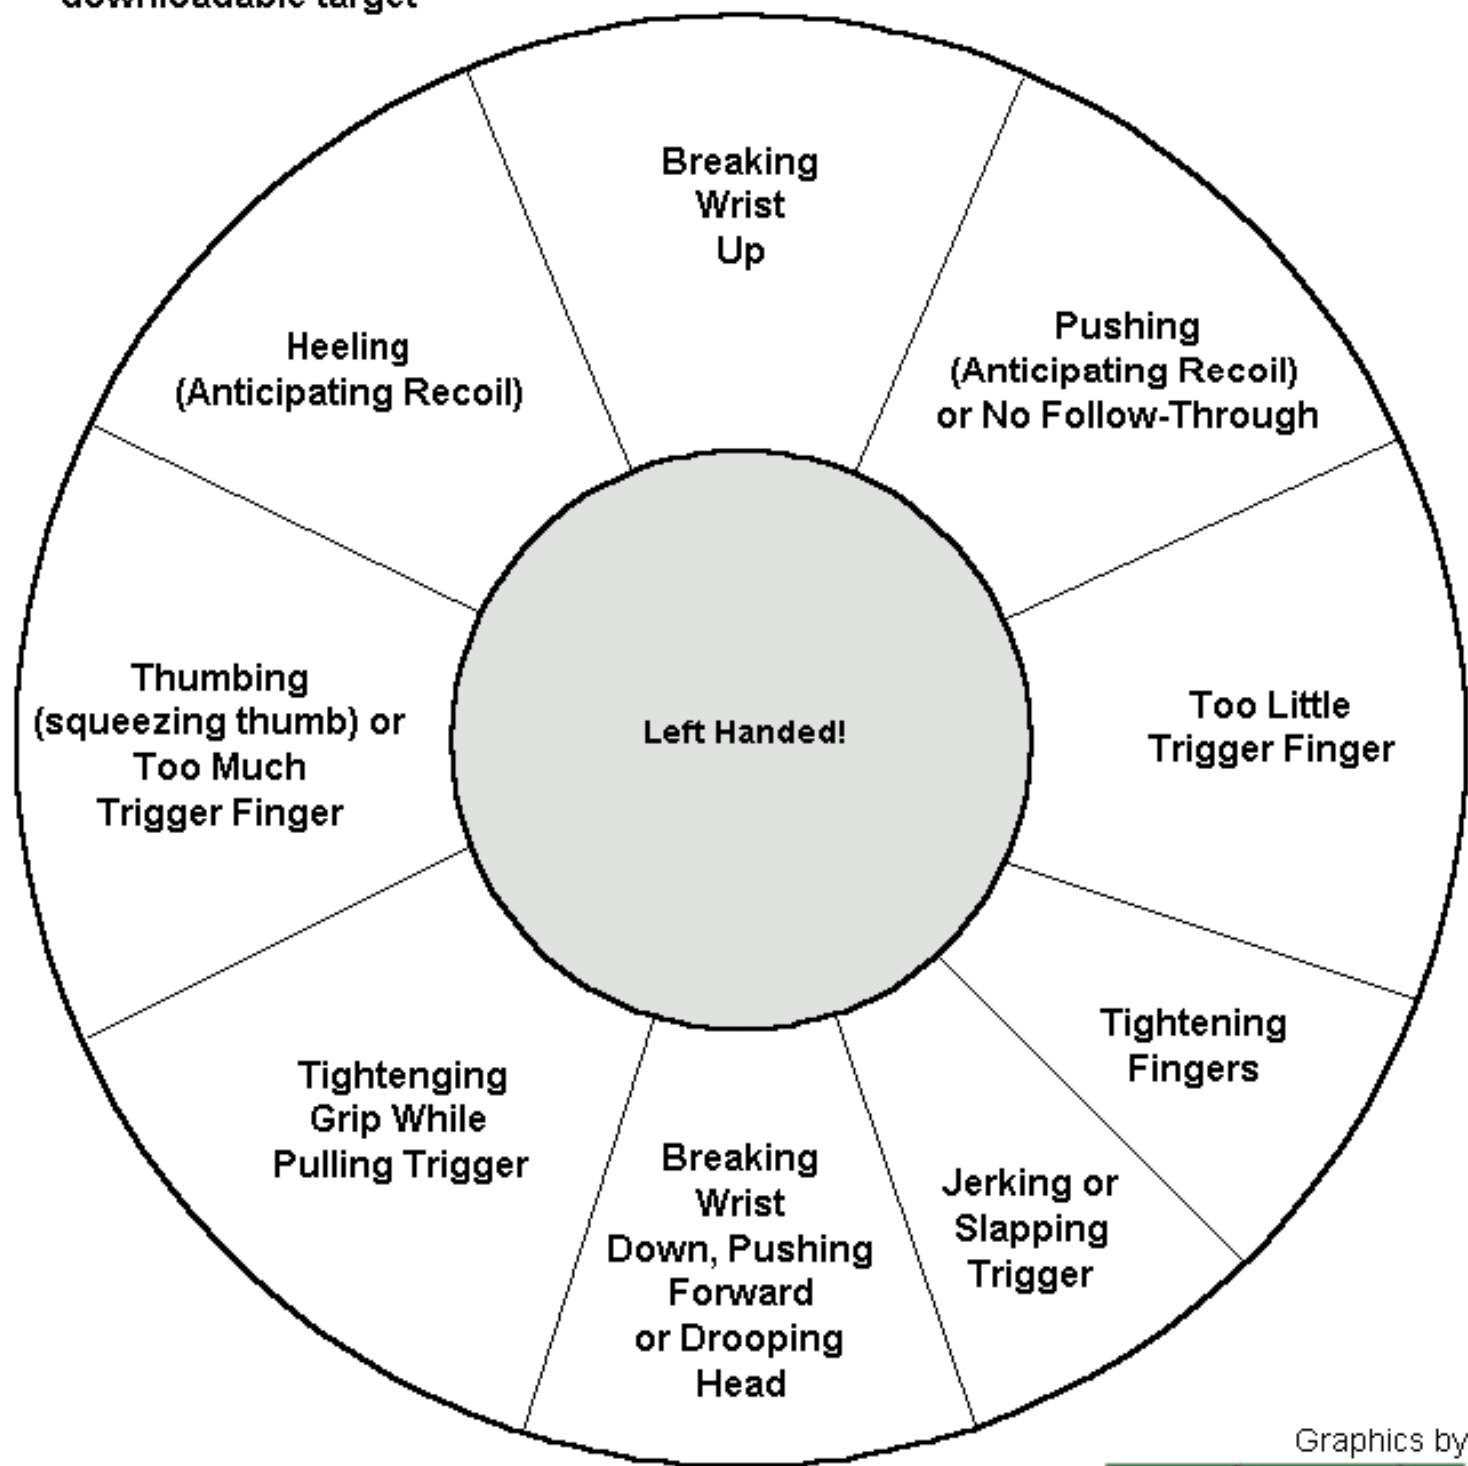 downloadable target
Breaking
Wrist
Up
Pushing
(Anticipating Recoil)
or No Follow-Through
Heeling
(Anticipating Recoil)
Thumbing
(squeezing thumb) or
Too Much
Trigger Finger
Left Handed!
Too Little
Trigger Finger
Tightening
Fingers
Tightenging
Grip While
Pulling Trigger
Breaking
Wrist
Down, Pushing
Forward
or Drooping
Head
Jerking or
Slapping
Trigger
Graphics by